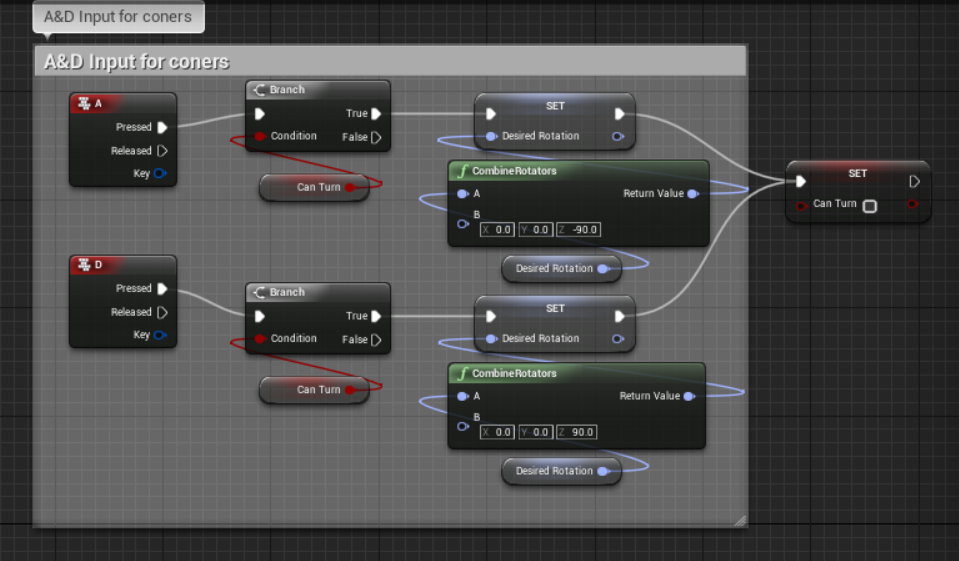 A&D Input for coners
A&D Input for coners
A
Pressed
Released
Key
Branch
True
Condition
False
Can Turn
SET
Desired Rotation
CombineRotators
A
Return Value
B
X 0.0 Y 0.0 Z -90.0
Desired Rotation
SET
Can Turn
D
Pressed
Released
Key
Branch
True
Condition
False
Can Turn
SET
Desired Rotation
CombineRotators
A
Return Value
B
X 0.0 Y 0.0 Z 90.0
Desired Rotation